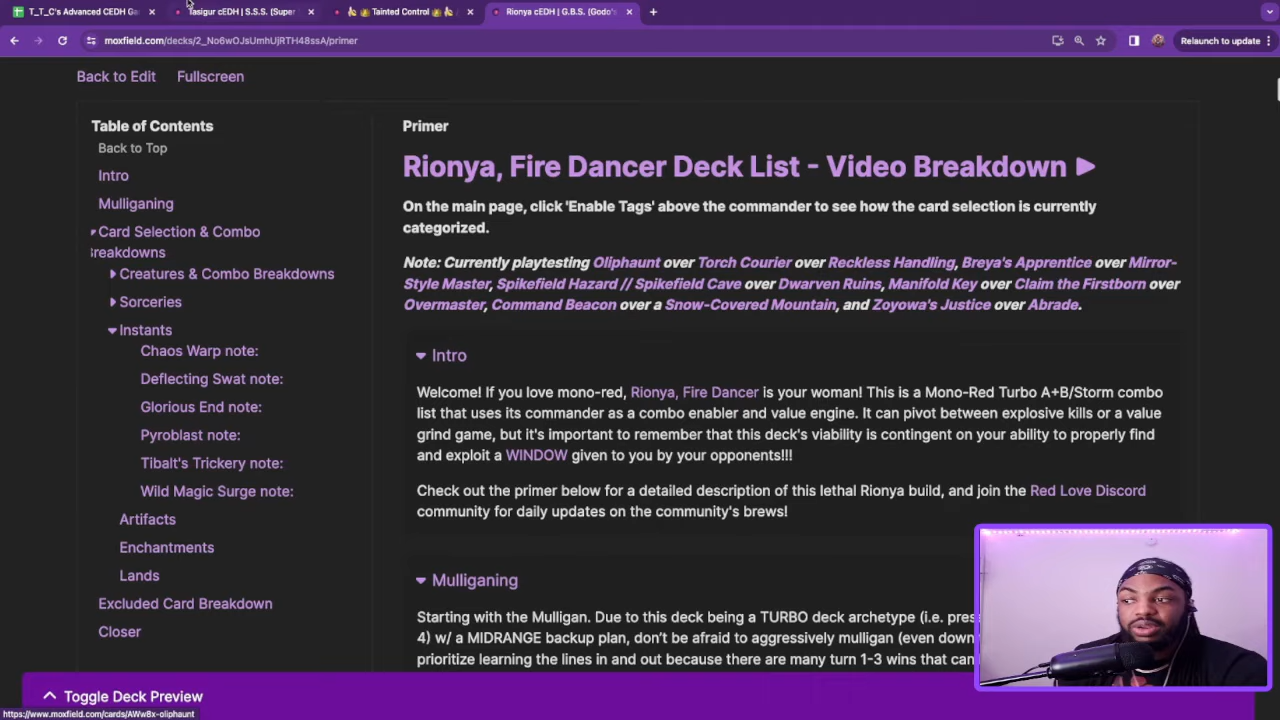 T_T_C's Advanced CEDH Ga
Tasigur cEDH | S.S.S. (Super
Tainted Control
Rionya cEDH | G.B.S. (Godo's
moxfield.com/decks/2_No6wOJsUmhUjRTH48ssA/primer
Relaunch to update
Back to Edit
Fullscreen
Table of Contents
Back to Top
Intro
Mulliganing
Card Selection & Combo
Breakdowns
Creatures & Combo Breakdowns
Sorceries
Instants
Chaos Warp note:
Deflecting Swat note:
Glorious End note:
Pyroblast note:
Tibalt's Trickery note:
Wild Magic Surge note:
Artifacts
Enchantments
Lands
Excluded Card Breakdown
Closer
Primer
Rionya, Fire Dancer Deck List - Video Breakdown
On the main page, click 'Enable Tags' above the commander to see how the card selection is currently
categorized.
Note: Currently playtesting Oliphaunt over Torch Courier over Reckless Handling, Breya's Apprentice over Mirror-
Style Master, Spikefield Hazard // Spikefield Cave over Dwarven Ruins, Manifold Key over Claim the Firstborn over
Overmaster, Command Beacon over a Snow-Covered Mountain, and Zoyowa's Justice over Abrade.
Intro
Welcome! If you love mono-red, Rionya, Fire Dancer is your woman! This is a Mono-Red Turbo A+B/Storm combo
list that uses its commander as a combo enabler and value engine. It can pivot between explosive kills or a value
grind game, but it's important to remember that this deck's viability is contingent on your ability to properly find
and exploit a WINDOW given to you by your opponents!!!
Check out the primer below for a detailed description of this lethal Rionya build, and join the Red Love Discord
community for daily updates on the community's brews!
Mulliganing
Starting with the Mulligan. Due to this deck being a TURBO deck archetype (i.e. pres
4) w/ a MIDRANGE backup plan, don't be afraid to aggressively mulligan (even down
prioritize learning the lines in and out because there are many turn 1-3 wins that can
Toggle Deck Preview
https://www.moxfield.com/cards/AWw8x-oliphaunt